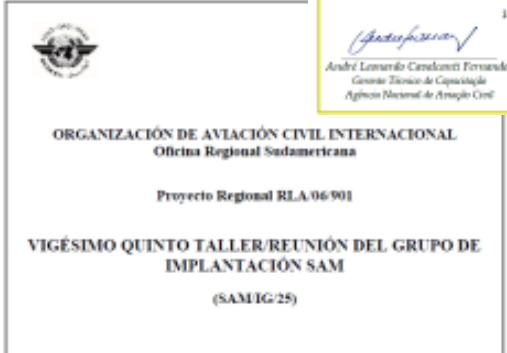 André Leonardo Cavalcanti Fernande
Gerente Técnico de Capacitação
Agência Nacional de Aviação Civil
ORGANIZACIÓN DE AVIACIÓN CIVIL INTERNACIONAL
Oficina Regional Sudamericana
Proyecto Regional RLA/06/901
VIGÉSIMO QUINTO TALLER/REUNIÓN DEL GRUPO DE
IMPLANTACIÓN SAM
(SAM/IG/25)